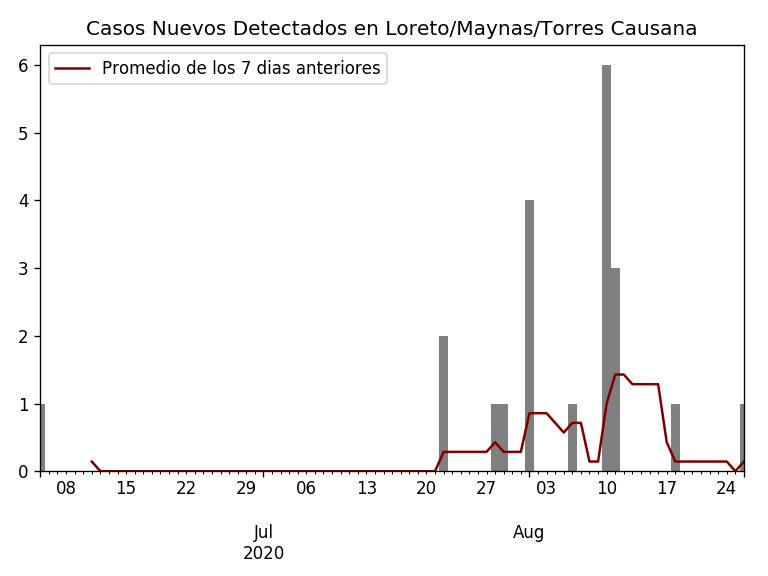 Casos Nuevos Detectados en Loreto/Maynas/Torres Causana
Promedio de los 7 dias anteriores
6
5
4
3
2
1
0
08 15 22 29 06 13 20 27 03 10 17 24
Jul Aug
2020